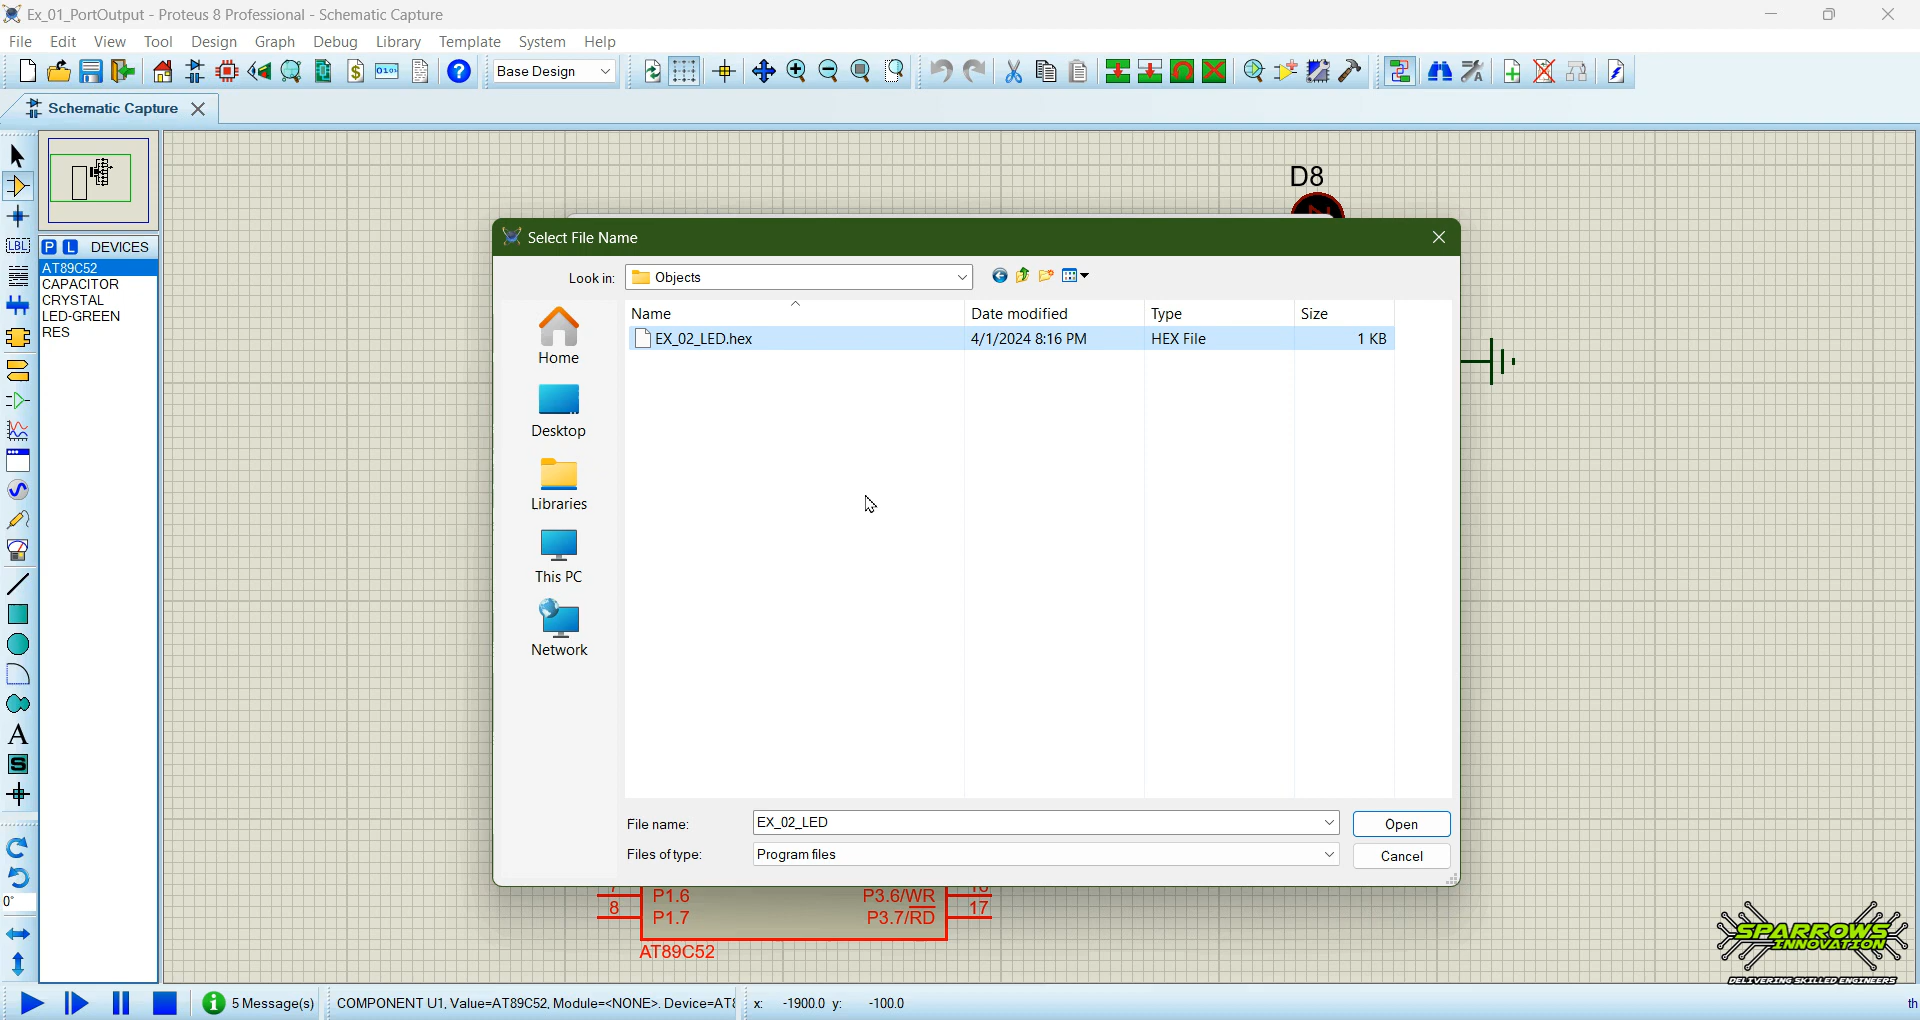 Ex_01_PortOutput - Proteus 8 Professional - Schematic Capture
File Edit View Tool Design Graph Debug Library Template System Help
Base Design
Schematic Capture
D8
Select File Name
P L DEVICES
AT89C52
CAPACITOR
CRYSTAL
LED-GREEN
RES
LBL
Look in: Objects
Name Date modified Type Size
EX_02_LED.hex 4/1/2024 8:16 PM HEX File 1 KB
Home
Desktop
Libraries
This PC
Network
File name: EX_02_LED Open
Files of type: Program files Cancel
A
S
0°
P1.6 P3.6/WR
8 P1.7 P3.7/RD 17
AT89C52
SPARROWS
INNOVATION
DELIVERING SKILLED ENGINEERS
5 Message(s) COMPONENT U1, Value=AT89C52, Module=<NONE>, Device=AT8 x: -1900.0 y: -100.0 th